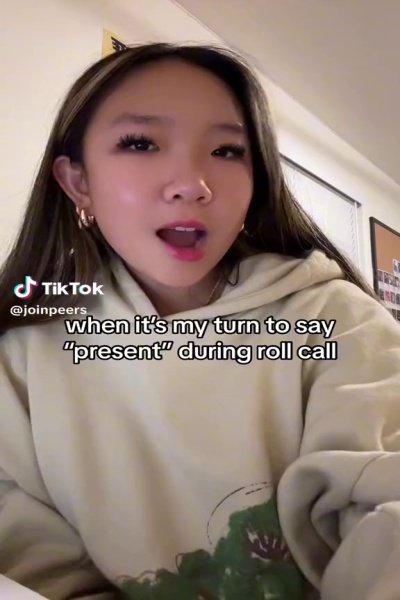 TikTok
@joinpeers
when it's my turn to say
"present" during roll call